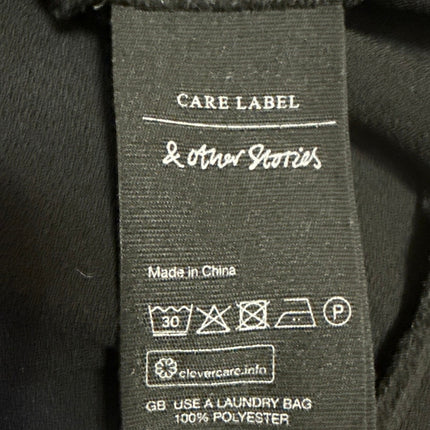 CARE LABEL
& other Stories
Made in China
30
P
clevercare.info
GB USE A LAUNDRY BAG
100% POLYESTER